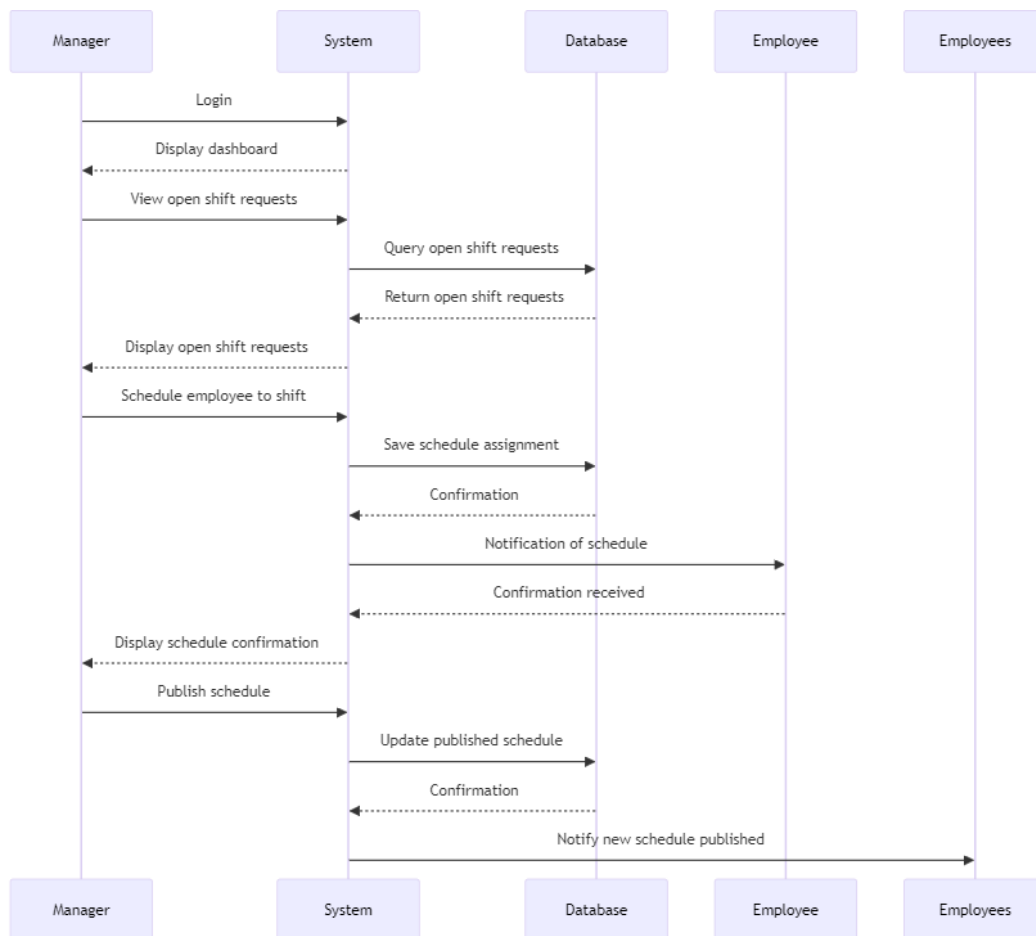 Manager System Database Employee Employees
Login
Display dashboard
View open shift requests
Query open shift requests
Return open shift requests
Display open shift requests
Schedule employee to shift
Save schedule assignment
Confirmation
Notification of schedule
Confirmation received
Display schedule confirmation
Publish schedule
Update published schedule
Confirmation
Notify new schedule published
Manager System Database Employee Employees